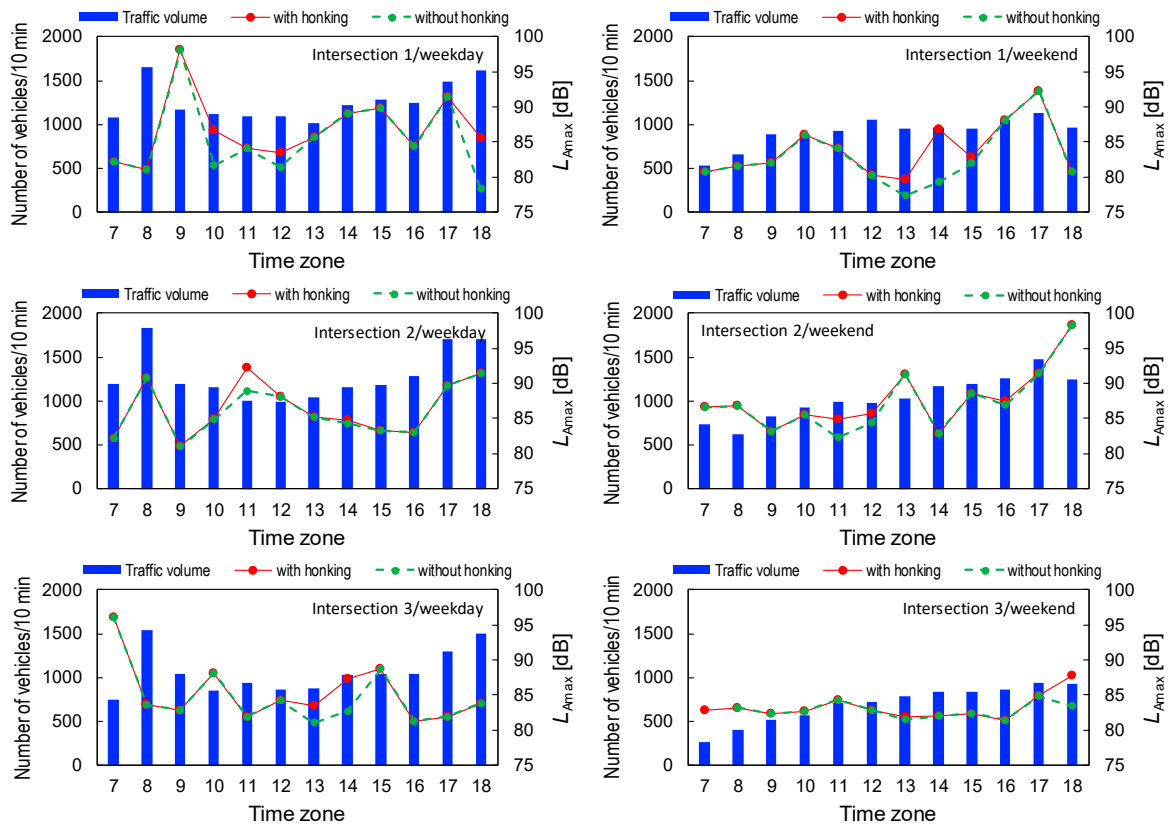 Traffic volume with honking without honking
Traffic volume with honking without honking
2000 100
1500 95
1000 90
500 85
0 80
75
Intersection 1/weekday
Number of vehicles/10 min
LAmax [dB]
7 8 9 10 11 12 13 14 15 16 17 18
Time zone
2000 100
1500 95
1000 90
500 85
0 80
75
Intersection 1/weekend
Number of vehicles/10 min
LAmax [dB]
7 8 9 10 11 12 13 14 15 16 17 18
Time zone
Traffic volume with honking without honking
Traffic volume with honking without honking
2000 100
1500 95
1000 90
500 85
0 80
75
Intersection 2/weekday
Number of vehicles/10 min
LAmax [dB]
7 8 9 10 11 12 13 14 15 16 17 18
Time zone
2000 100
1500 95
1000 90
500 85
0 80
75
Intersection 2/weekend
Number of vehicles/10 min
LAmax [dB]
7 8 9 10 11 12 13 14 15 16 17 18
Time zone
Traffic volume with honking without honking
Traffic volume with honking without honking
2000 100
1500 95
1000 90
500 85
0 80
75
Intersection 3/weekday
Number of vehicles/10 min
LAmax [dB]
7 8 9 10 11 12 13 14 15 16 17 18
Time zone
2000 100
1500 95
1000 90
500 85
0 80
75
Intersection 3/weekend
Number of vehicles/10 min
LAmax [dB]
7 8 9 10 11 12 13 14 15 16 17 18
Time zone